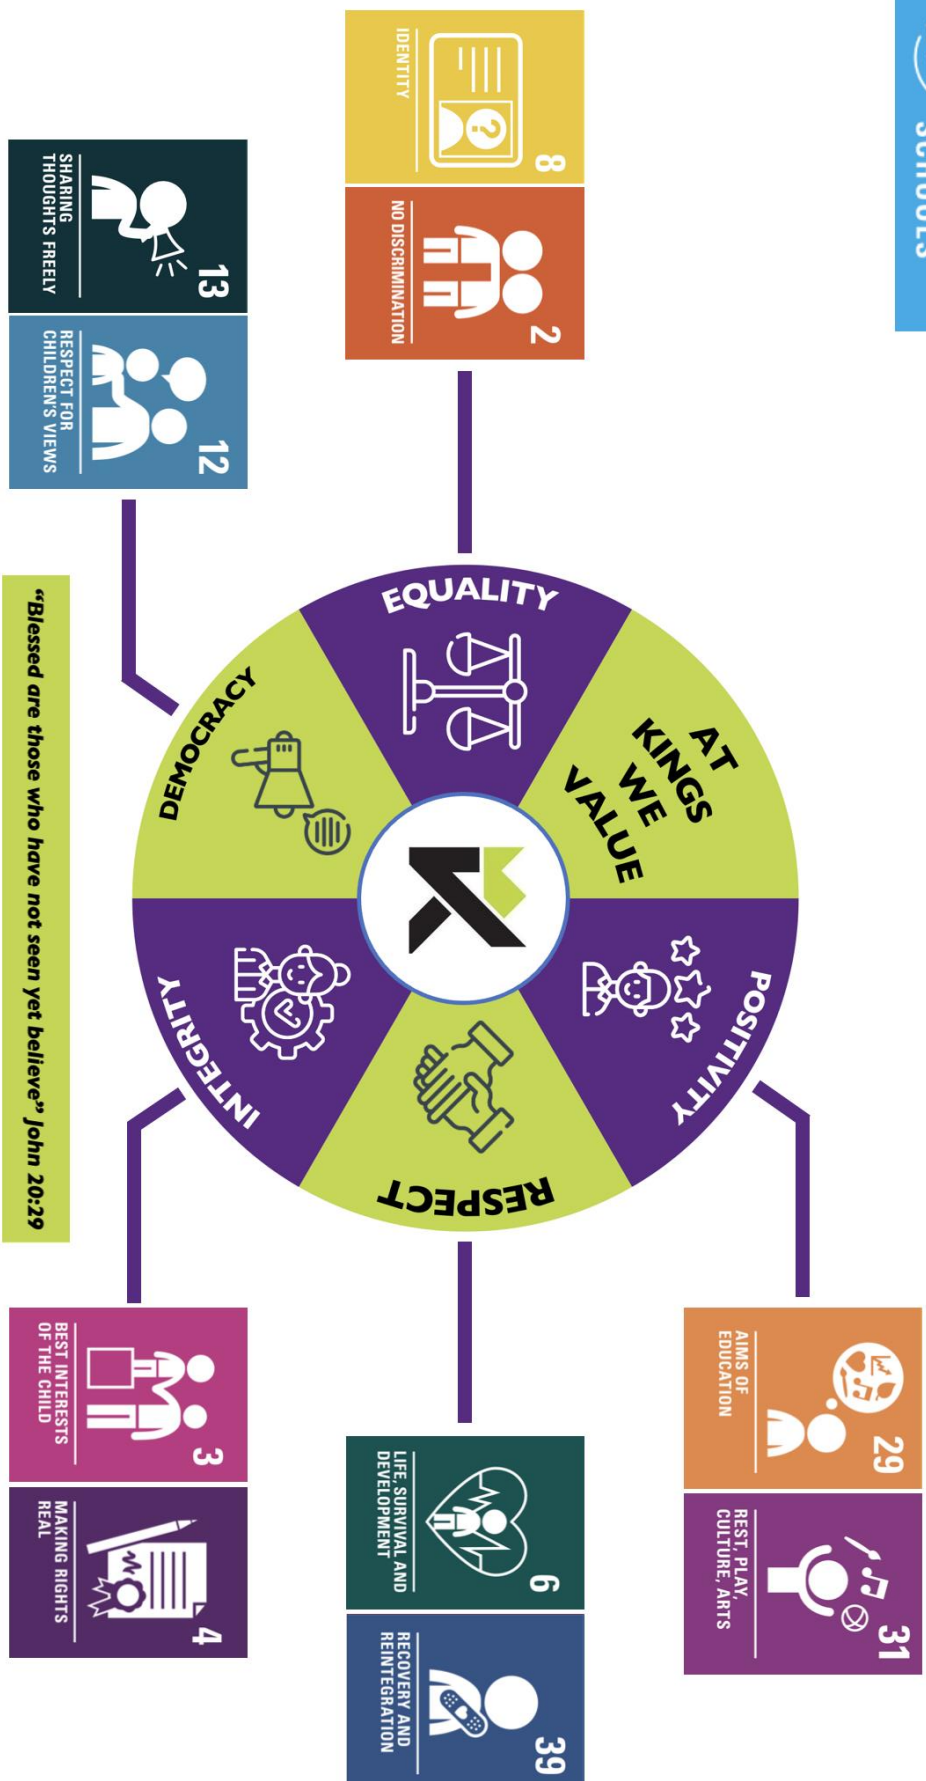 SCHOOLS
AT
KINGS
WE
VALUE
POSITIVITY
29
AIMS OF
EDUCATION
31
REST, PLAY,
CULTURE, ARTS
8
IDENTITY
2
NO DISCRIMINATION
EQUALITY
RESPECT
6
LIFE, SURVIVAL AND
DEVELOPMENT
39
RECOVERY AND
REINTEGRATION
DEMOCRACY
INTEGRITY
13
SHARING
THOUGHTS FREELY
12
RESPECT FOR
CHILDREN'S VIEWS
3
BEST INTERESTS
OF THE CHILD
4
MAKING RIGHTS
REAL
“Blessed are those who have not seen yet believe” John 20:29